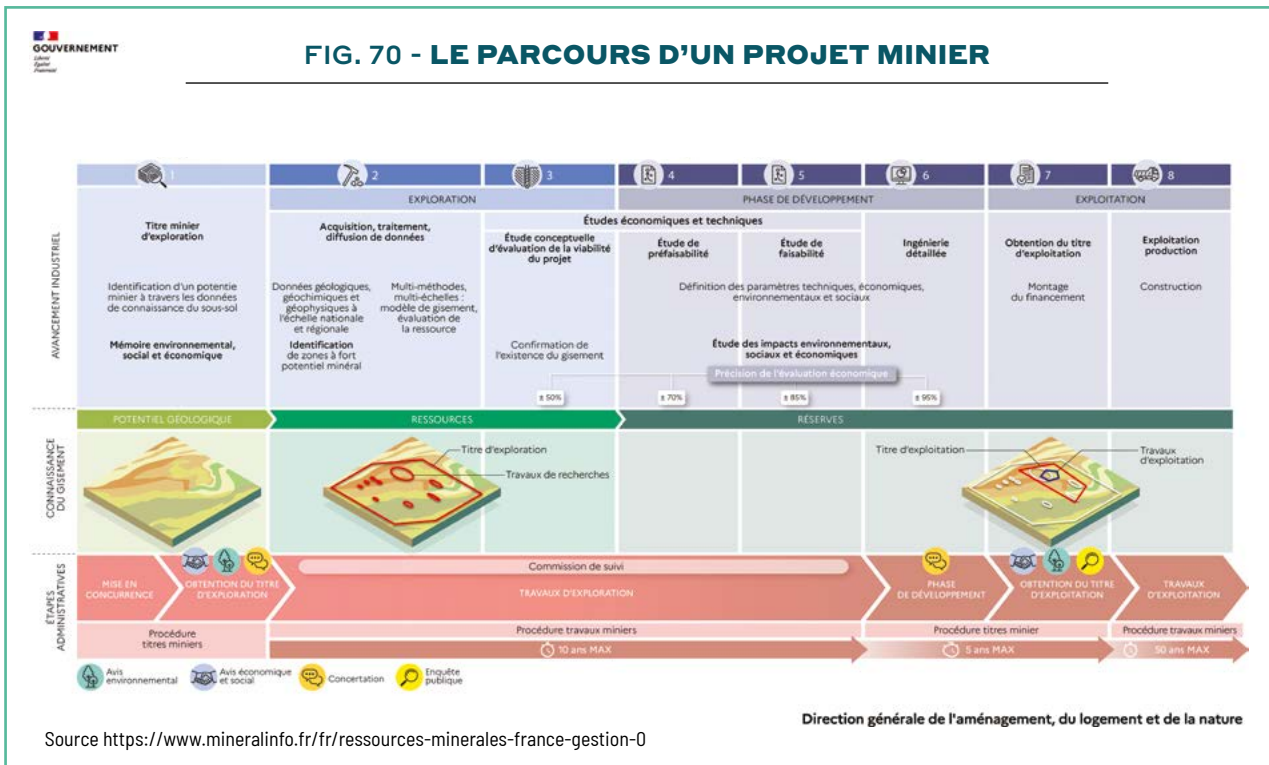 GOUVERNEMENT
Liberté
Égalité
Fraternité
FIG. 70 - LE PARCOURS D'UN PROJET MINIER
AVANCEMENT INDUSTRIEL
1
2
3
4
5
6
7
8
EXPLORATION
PHASE DE DÉVELOPPEMENT
EXPLOITATION
Titre minier
d'exploration
Identification d'un potentie
minier à travers les données
de connaissance du sous-sol
Mémoire environnemental,
social et économique
Acquisition, traitement,
diffusion de données
Données géologiques,
géochimiques et
géophysiques à
l'échelle nationale
et régionale
Identification
de zones à fort
potentiel minéral
Multi-méthodes,
multi-échelles :
modèle de gisement,
évaluation de
la ressource
Études économiques et techniques
Étude conceptuelle
d'évaluation de la viabilité
du projet
Confirmation de
l'existence du gisement
Étude de
préfaisabilité
Étude de
faisabilité
Ingénierie
détaillée
Définition des paramètres techniques, économiques,
environnementaux et sociaux
Étude des impacts environnementaux,
sociaux et économiques
Précision de l'évaluation économique
± 50%
± 70%
± 85%
± 95%
Obtention du titre
d'exploitation
Montage
du financement
Exploitation
production
Construction
CONNAISSANCE
DU GISEMENT
POTENTIEL GÉOLOGIQUE
RESSOURCES
RÉSERVES
Titre d'exploration
Travaux de recherches
Titre d'exploitation
Travaux
d'exploitation
ÉTAPES
ADMINISTRATIVES
MISE EN
CONCURRENCE
OBTENTION DU TITRE
D'EXPLORATION
Commission de suivi
TRAVAUX D'EXPLORATION
PHASE
DE DÉVELOPPEMENT
OBTENTION DU TITRE
D'EXPLOITATION
TRAVAUX
D'EXPLOITATION
Procédure
titres miniers
Procédure travaux miniers
Procédure titres minier
Procédure travaux miniers
10 ans MAX
5 ans MAX
50 ans MAX
Avis
environnemental
Avis économique
et social
Concertation
Enquête
publique
Direction générale de l'aménagement, du logement et de la nature
Source https://www.mineralinfo.fr/fr/ressources-minerales-france-gestion-0